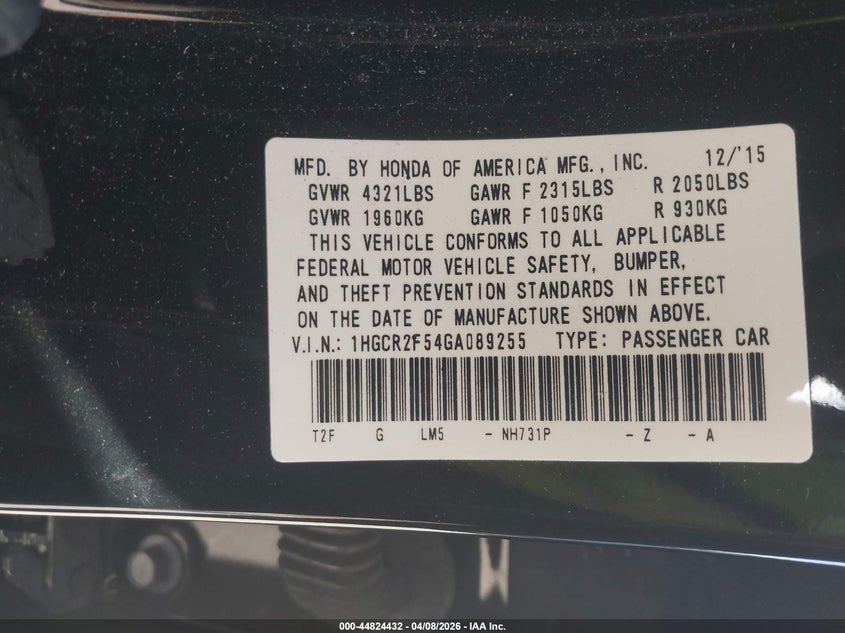 MFD. BY HONDA OF AMERICA MFG., INC. 12/'15
GVWR 4321LBS GAWR F 2315LBS R 2050LBS
GVWR 1960KG GAWR F 1050KG R 930KG
THIS VEHICLE CONFORMS TO ALL APPLICABLE
FEDERAL MOTOR VEHICLE SAFETY, BUMPER,
AND THEFT PREVENTION STANDARDS IN EFFECT
ON THE DATE OF MANUFACTURE SHOWN ABOVE.
V.I.N.: 1HGCR2F54GA089255 TYPE: PASSENGER CAR
T2F G LM5 - NH731P - Z - A
000-44824432 - 04/08/2026 - IAA Inc.